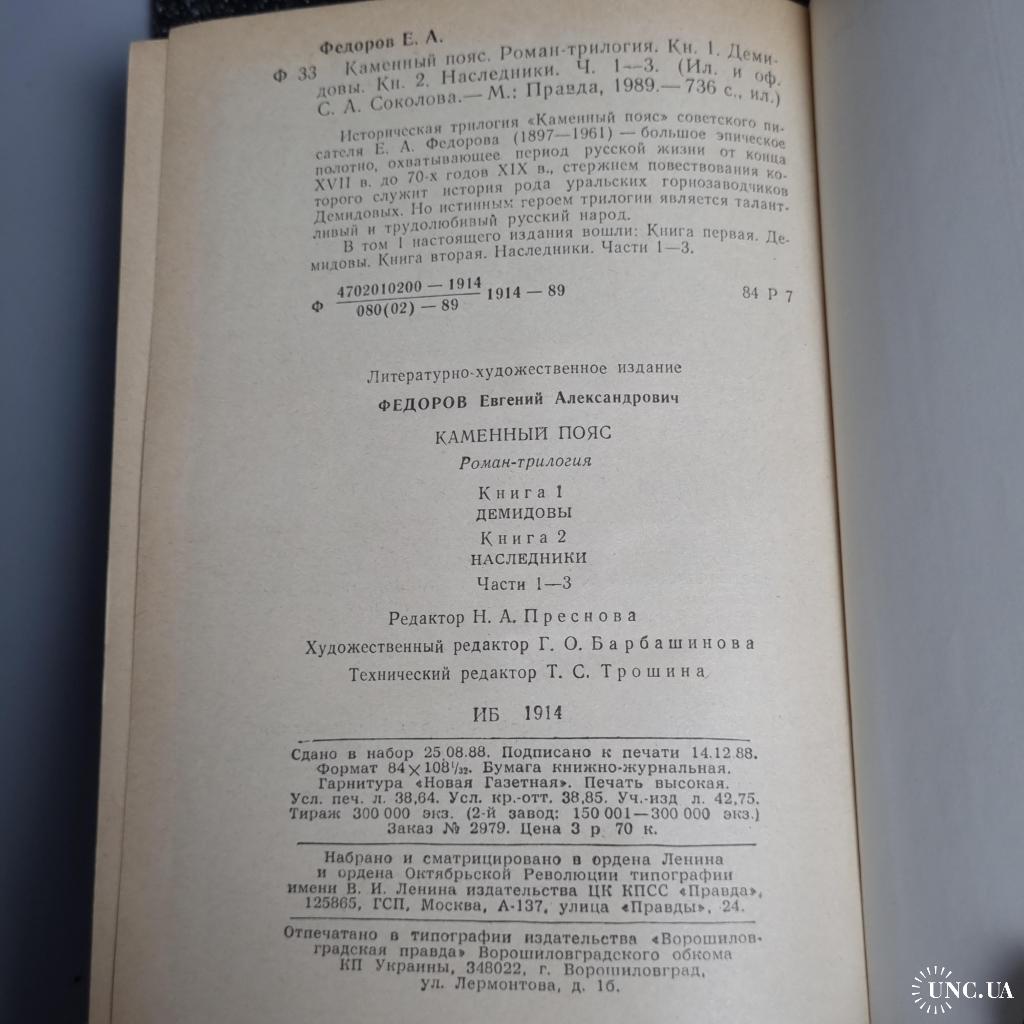 Федоров Е. А.
Ф 33 Каменный пояс. Роман-трилогия. Кн. 1. Деми-
довы. Кн. 2. Наследники. Ч. 1—3. (Ил. и оф.
С. А. Соколова.— М.: Правда, 1989.— 736 с., ил.)
Историческая трилогия «Каменный пояс» советского пи-
сателя Е. А. Федорова (1897—1961) — большое эпическое
полотно, охватывающее период русской жизни от конца
XVII в. до 70-х годов XIX в., стержнем повествования ко-
торого служит история рода уральских горнозаводчиков
Демидовых. Но истинным героем трилогии является талант-
ливый и трудолюбивый русский народ.
В том 1 настоящего издания вошли: Книга первая. Де-
мидовы. Книга вторая. Наследники. Части 1—3.
Ф 4702010200 — 1914
080(02) — 89
1914 — 89
84 Р 7
Литературно-художественное издание
ФЕДОРОВ Евгений Александрович
КАМЕННЫЙ ПОЯС
Роман-трилогия
Книга 1
ДЕМИДОВЫ
Книга 2
НАСЛЕДНИКИ
Части 1—3
Редактор Н. А. Преснова
Художественный редактор Г. О. Барбашинова
Технический редактор Т. С. Трошина
ИБ 1914
Сдано в набор 25.08.88. Подписано к печати 14.12.88.
Формат 84×108¹/₃₂. Бумага книжно-журнальная.
Гарнитура «Новая Газетная». Печать высокая.
Усл. печ. л. 38,64. Усл. кр.-отт. 38,85. Уч.-изд л. 42,75.
Тираж 300 000 экз. (2-й завод: 150 001—300 000 экз.)
Заказ № 2979. Цена 3 р 70 к.
Набрано и сматрицировано в ордена Ленина
и ордена Октябрьской Революции типографии
имени В. И. Ленина издательства ЦК КПСС «Правда»,
125865, ГСП, Москва, А-137, улица «Правды», 24.
Отпечатано в типографии издательства «Ворошилов-
градская правда» Ворошиловградского обкома
КП Украины, 348022, г. Ворошиловград,
ул. Лермонтова, д. 1б.
UNC.UA